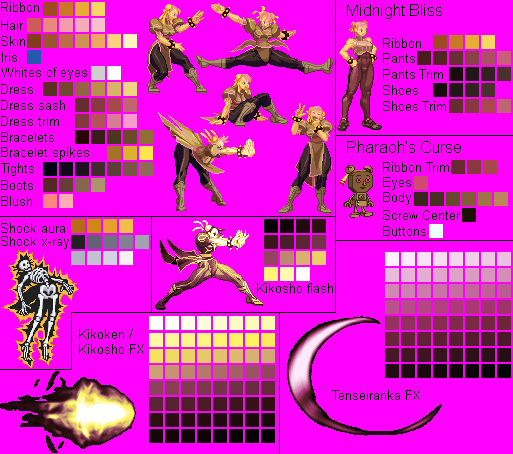 Ribbon
Hair
Skin
Iris
Whites of eyes
Dress
Dress sash
Dress trim
Bracelets
Bracelet spikes
Tights
Boots
Blush
Midnight Bliss
Ribbon
Pants
Pants Trim
Shoes
Shoes Trim
Pharaoh's Curse
Ribbon Trim
Eyes
Body
Screw Center
Buttons
Shock aura
Shock x-ray
Kikosho flash
Kikoken /
Kikosho FX
Tenseiranka FX